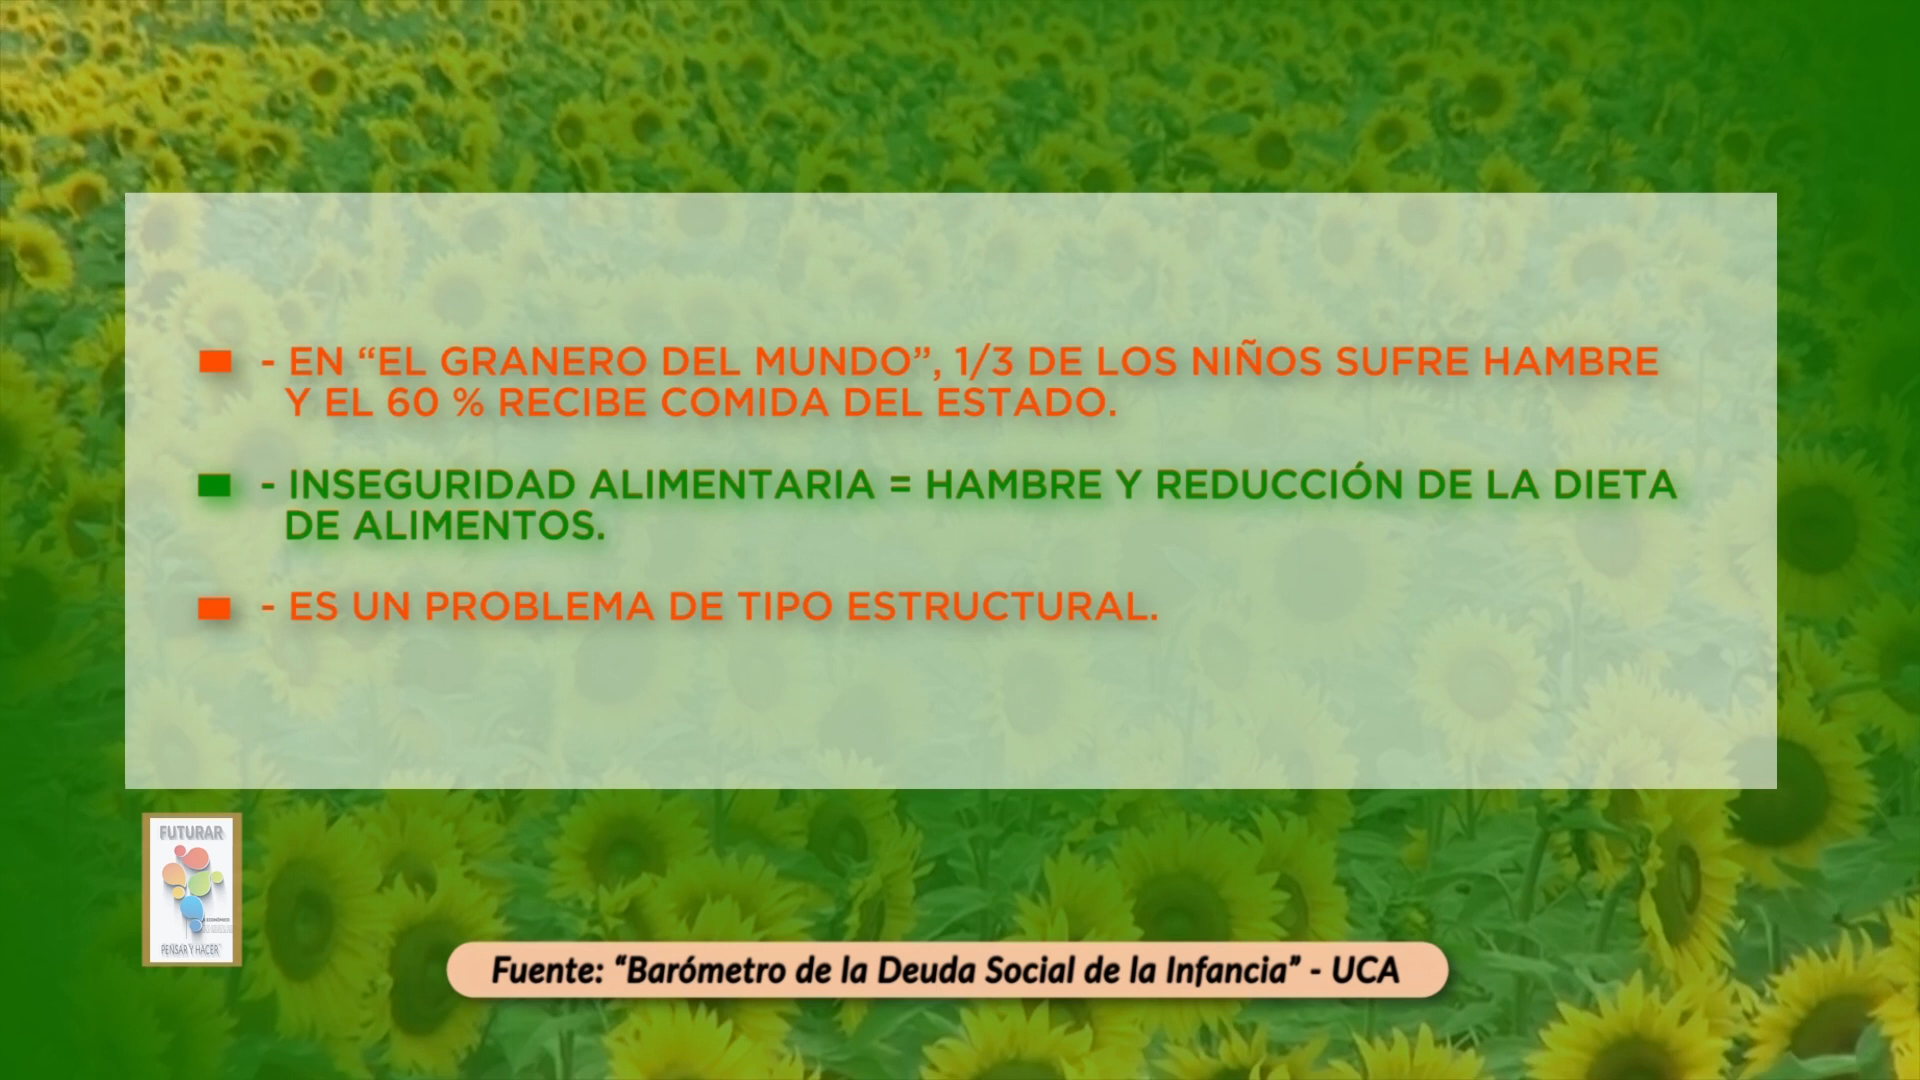 - EN “EL GRANERO DEL MUNDO”, 1/3 DE LOS NIÑOS SUFRE HAMBRE
Y EL 60 % RECIBE COMIDA DEL ESTADO.
- INSEGURIDAD ALIMENTARIA = HAMBRE Y REDUCCIÓN DE LA DIETA
DE ALIMENTOS.
- ES UN PROBLEMA DE TIPO ESTRUCTURAL.
FUTURAR
PENSAR Y HACER
Fuente: “Barómetro de la Deuda Social de la Infancia” - UCA